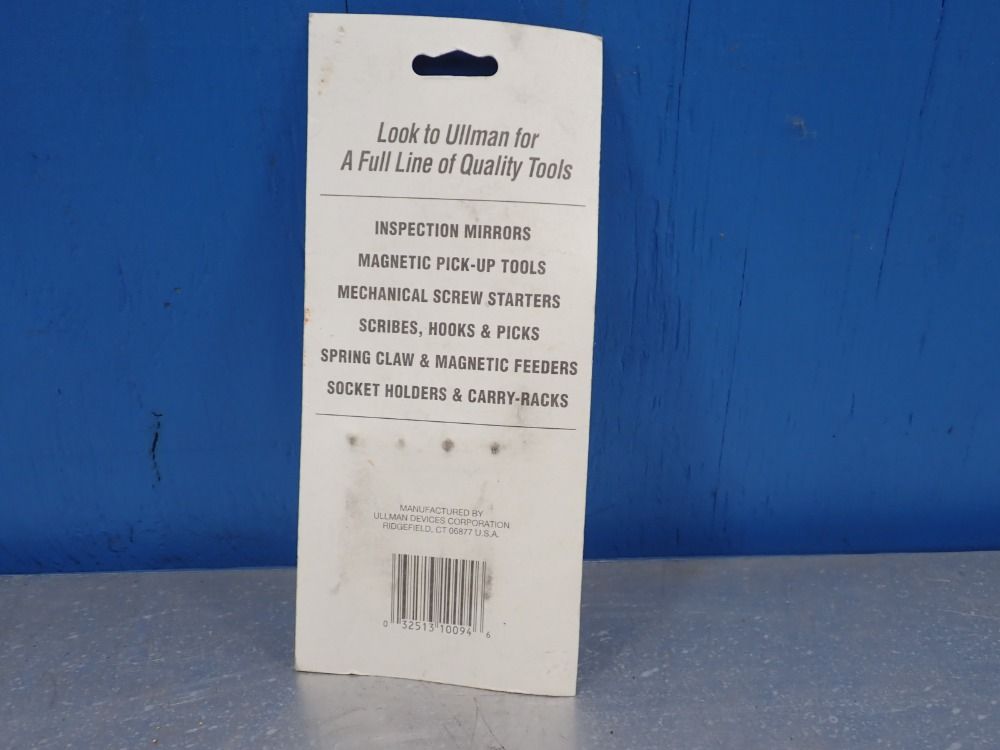 Look to Ullman for
A Full Line of Quality Tools
INSPECTION MIRRORS
MAGNETIC PICK-UP TOOLS
MECHANICAL SCREW STARTERS
SCRIBES, HOOKS & PICKS
SPRING CLAW & MAGNETIC FEEDERS
SOCKET HOLDERS & CARRY-RACKS
MANUFACTURED BY
ULLMAN DEVICES CORPORATION
RIDGEFIELD, CT 06877 U.S.A.
0 32513 10094 6